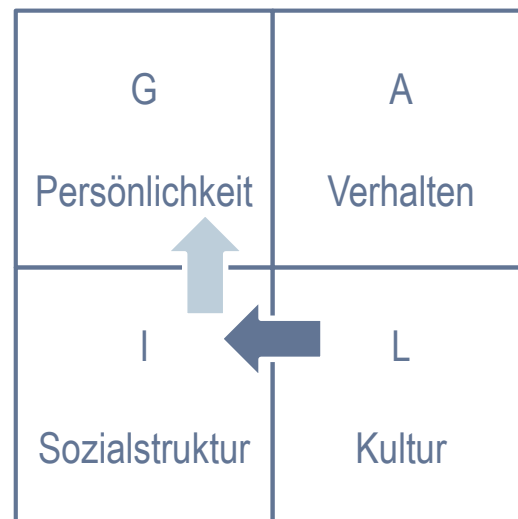 G
Persönlichkeit
A
Verhalten
I
Sozialstruktur
L
Kultur